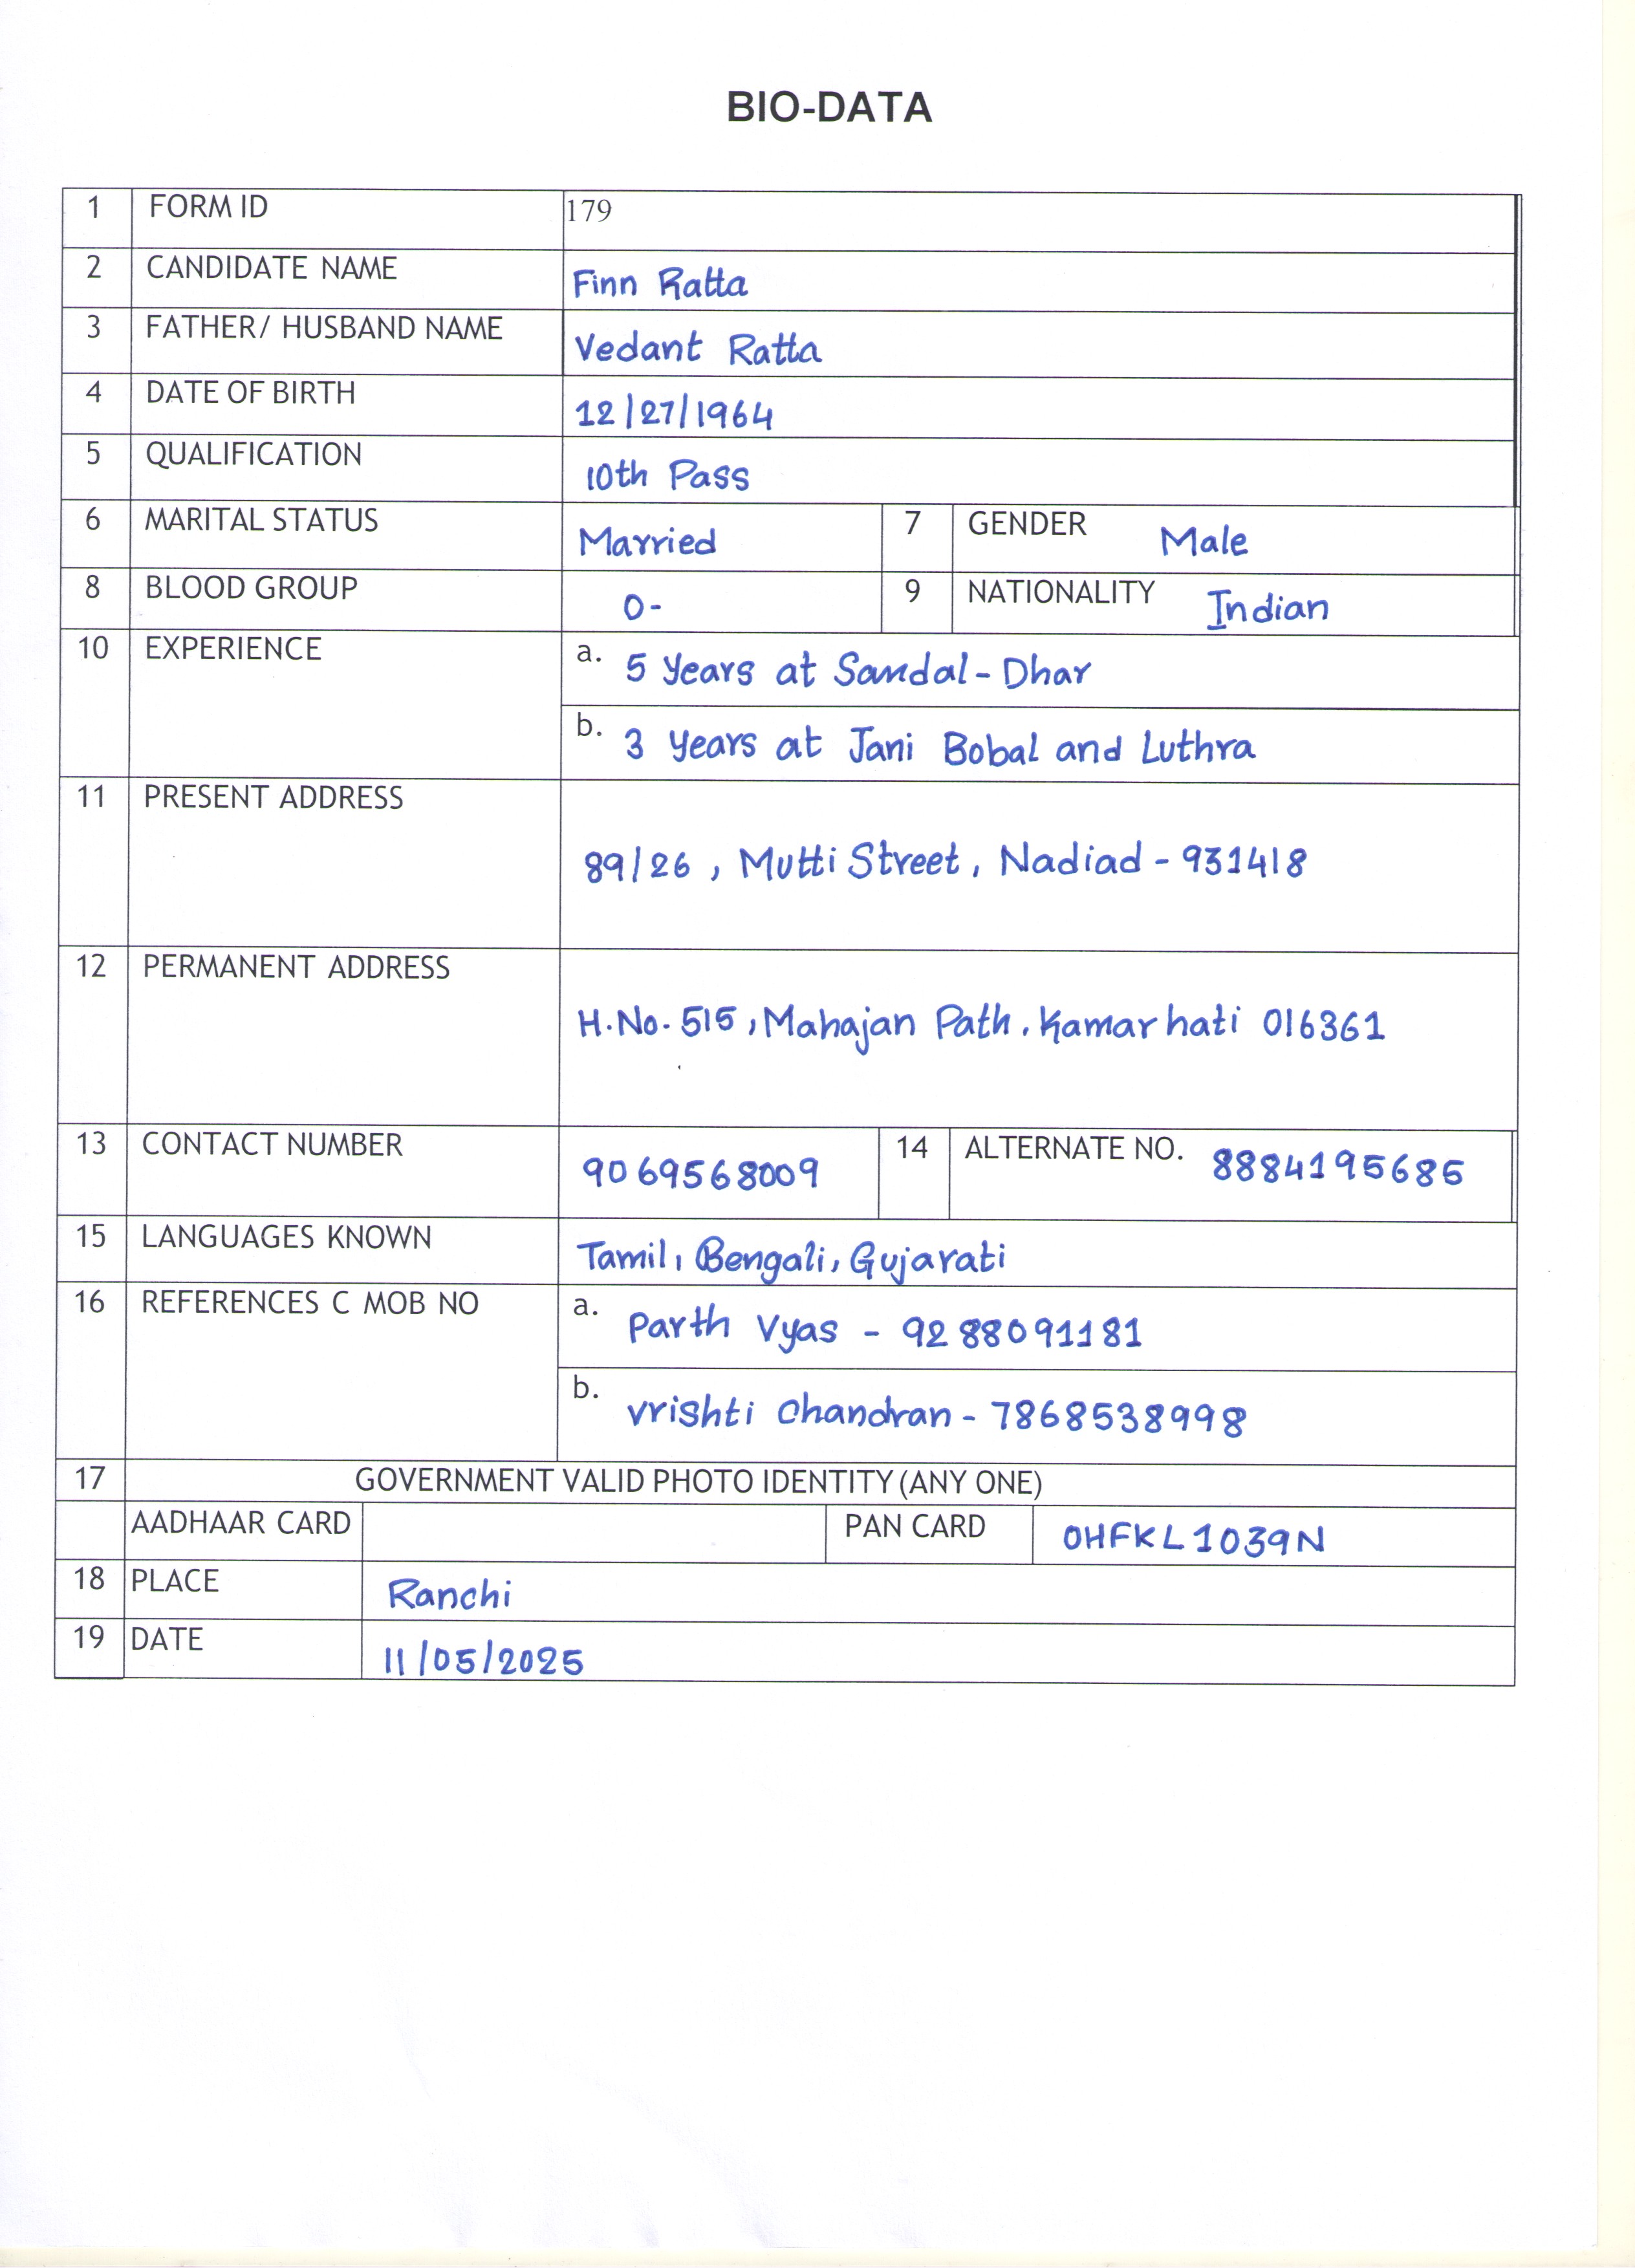 BIO-DATA
1 FORM ID 179
2 CANDIDATE NAME Finn Ratta
3 FATHER/ HUSBAND NAME Vedant Ratta
4 DATE OF BIRTH 12/27/1964
5 QUALIFICATION 10th Pass
6 MARITAL STATUS Married 7 GENDER Male
8 BLOOD GROUP O- 9 NATIONALITY Indian
10 EXPERIENCE a. 5 Years at Sandal-Dhar
b. 3 Years at Jani Bobal and Luthra
11 PRESENT ADDRESS
89/26, Mutti Street, Nadiad - 931418
12 PERMANENT ADDRESS
H.No. 515, Mahajan Path, Kamarhati 016361
13 CONTACT NUMBER 9069568009 14 ALTERNATE NO. 8884195685
15 LANGUAGES KNOWN Tamil, Bengali, Gujarati
16 REFERENCES C MOB NO a. Parth Vyas - 9288091181
b. Vrishti Chandran - 7868538998
17 GOVERNMENT VALID PHOTO IDENTITY (ANY ONE)
AADHAAR CARD PAN CARD OHFKL1039N
18 PLACE Ranchi
19 DATE 11/05/2025